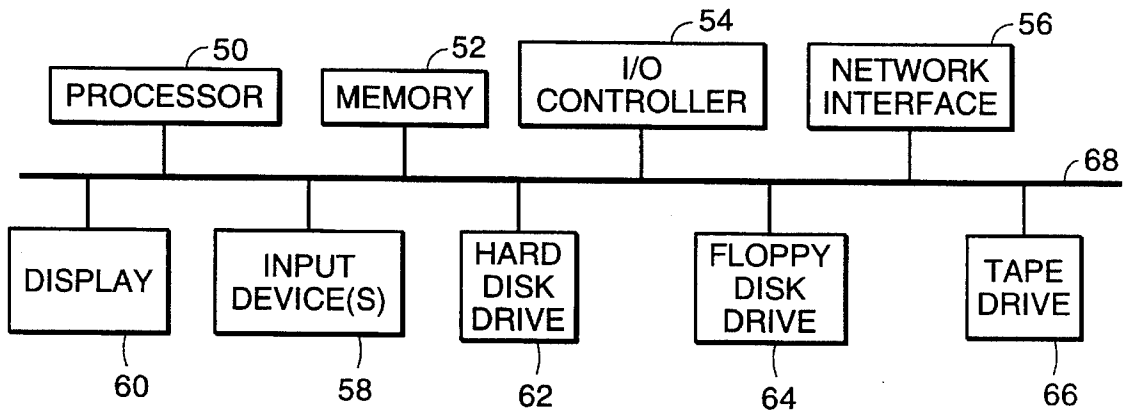 50
52
54
56
PROCESSOR
MEMORY
I/O
CONTROLLER
NETWORK
INTERFACE
68
DISPLAY
INPUT
DEVICE(S)
HARD
DISK
DRIVE
FLOPPY
DISK
DRIVE
TAPE
DRIVE
60
58
62
64
66